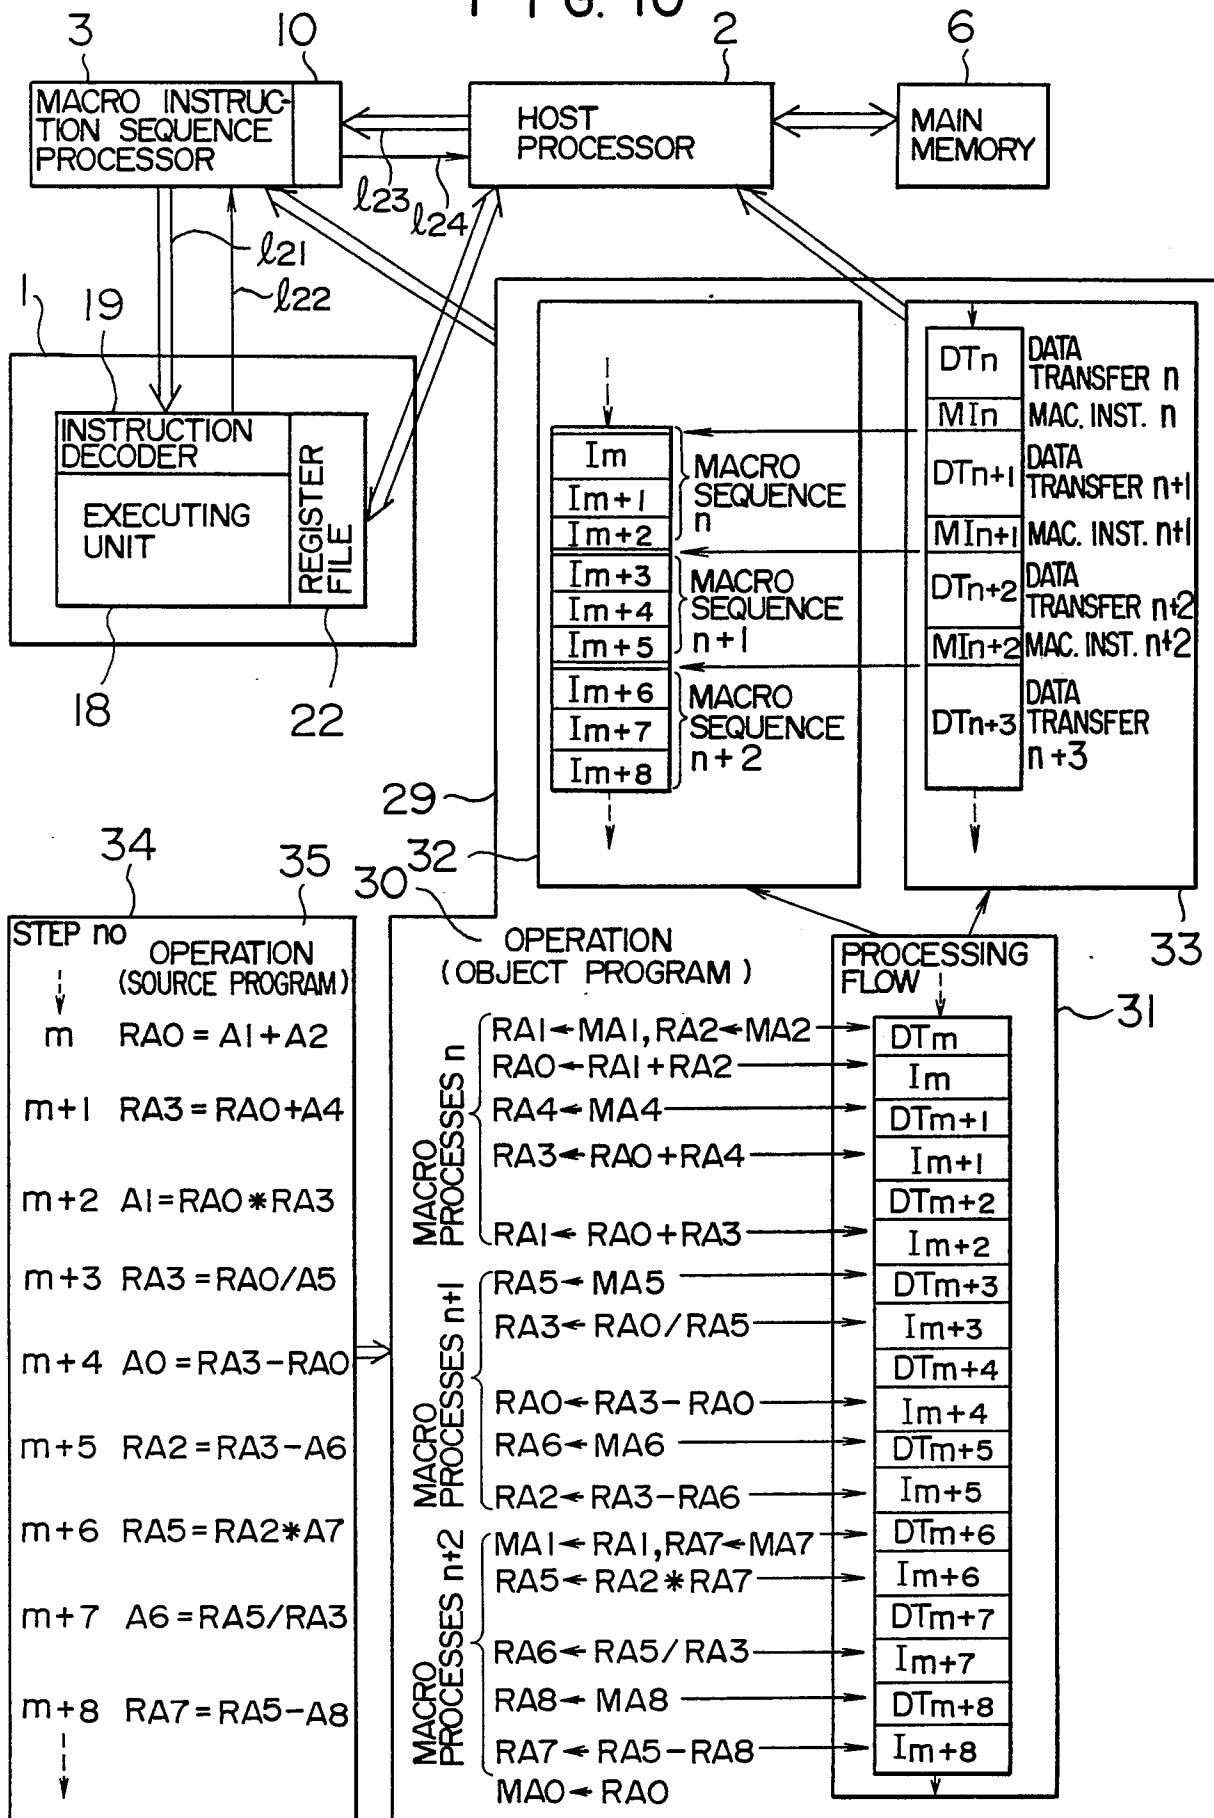 FIG. 10
3
10
2
6
MACRO INSTRUC-
TION SEQUENCE
PROCESSOR
HOST
PROCESSOR
MAIN
MEMORY
ℓ23
ℓ24
ℓ21
ℓ22
1
19
INSTRUCTION
DECODER
EXECUTING
UNIT
REGISTER
FILE
18
22
Im
Im+1
Im+2
Im+3
Im+4
Im+5
Im+6
Im+7
Im+8
MACRO
SEQUENCE
n
MACRO
SEQUENCE
n+1
MACRO
SEQUENCE
n+2
DTn
DATA
TRANSFER n
MIn
MAC. INST. n
DTn+1
DATA
TRANSFER n+1
MIn+1
MAC. INST. n+1
DTn+2
DATA
TRANSFER n+2
MIn+2
MAC. INST. n+2
DTn+3
DATA
TRANSFER
n+3
29
32
33
34
35
STEP no
OPERATION
(SOURCE PROGRAM)
m RA0 = A1+A2
m+1 RA3 = RA0+A4
m+2 A1=RA0*RA3
m+3 RA3 = RA0/A5
m+4 A0 = RA3-RA0
m+5 RA2 = RA3-A6
m+6 RA5 = RA2*A7
m+7 A6 = RA5/RA3
m+8 RA7 = RA5-A8
30
OPERATION
(OBJECT PROGRAM)
MACRO
PROCESSES n
RA1←MA1,RA2←MA2
RA0←RA1+RA2
RA4←MA4
RA3←RA0+RA4
RA1←RA0+RA3
MACRO
PROCESSES n+1
RA5←MA5
RA3←RA0/RA5
RA0←RA3-RA0
RA6←MA6
RA2←RA3-RA6
MACRO
PROCESSES n+2
MA1←RA1,RA7←MA7
RA5←RA2*RA7
RA6←RA5/RA3
RA8←MA8
RA7←RA5-RA8
MA0←RA0
PROCESSING
FLOW
31
DTm
Im
DTm+1
Im+1
DTm+2
Im+2
DTm+3
Im+3
DTm+4
Im+4
DTm+5
Im+5
DTm+6
Im+6
DTm+7
Im+7
DTm+8
Im+8